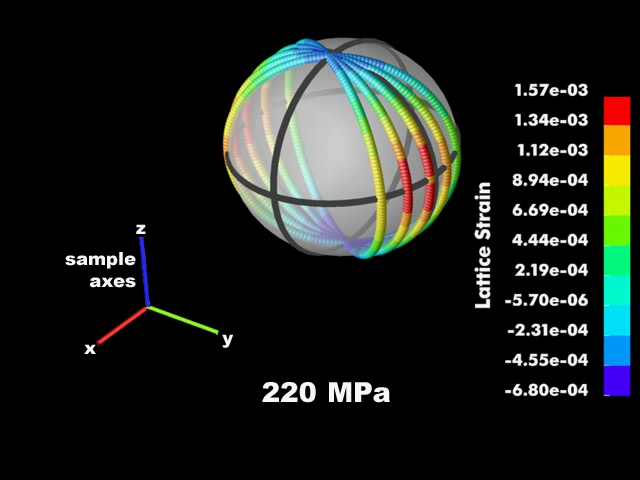 1.57e-03
1.34e-03
1.12e-03
8.94e-04
6.69e-04
4.44e-04
2.19e-04
-5.70e-06
-2.31e-04
-4.55e-04
-6.80e-04
Lattice Strain
z
sample
axes
x
y
220 MPa